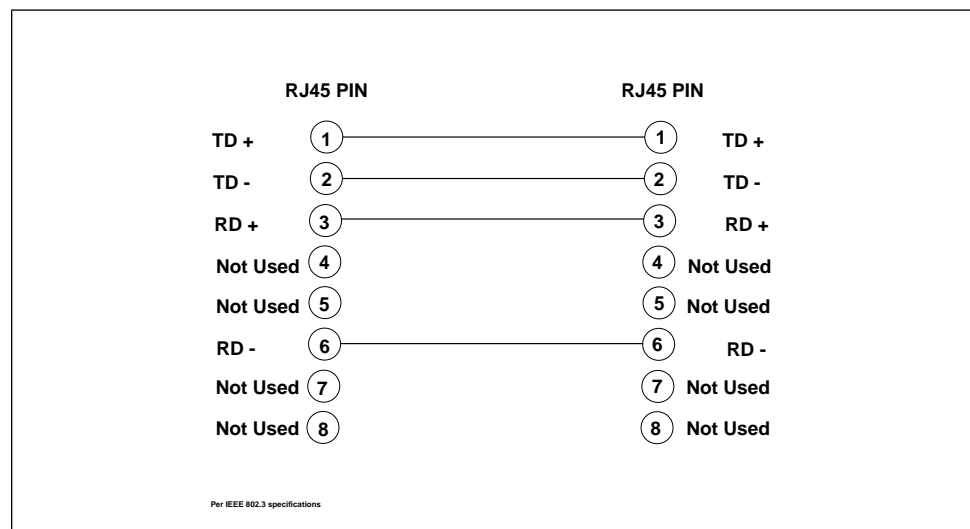 RJ45 PIN RJ45 PIN
TD + 1 1 TD +
TD - 2 2 TD -
RD + 3 3 RD +
Not Used 4 4 Not Used
Not Used 5 5 Not Used
RD - 6 6 RD -
Not Used 7 7 Not Used
Not Used 8 8 Not Used
Per IEEE 802.3 specifications